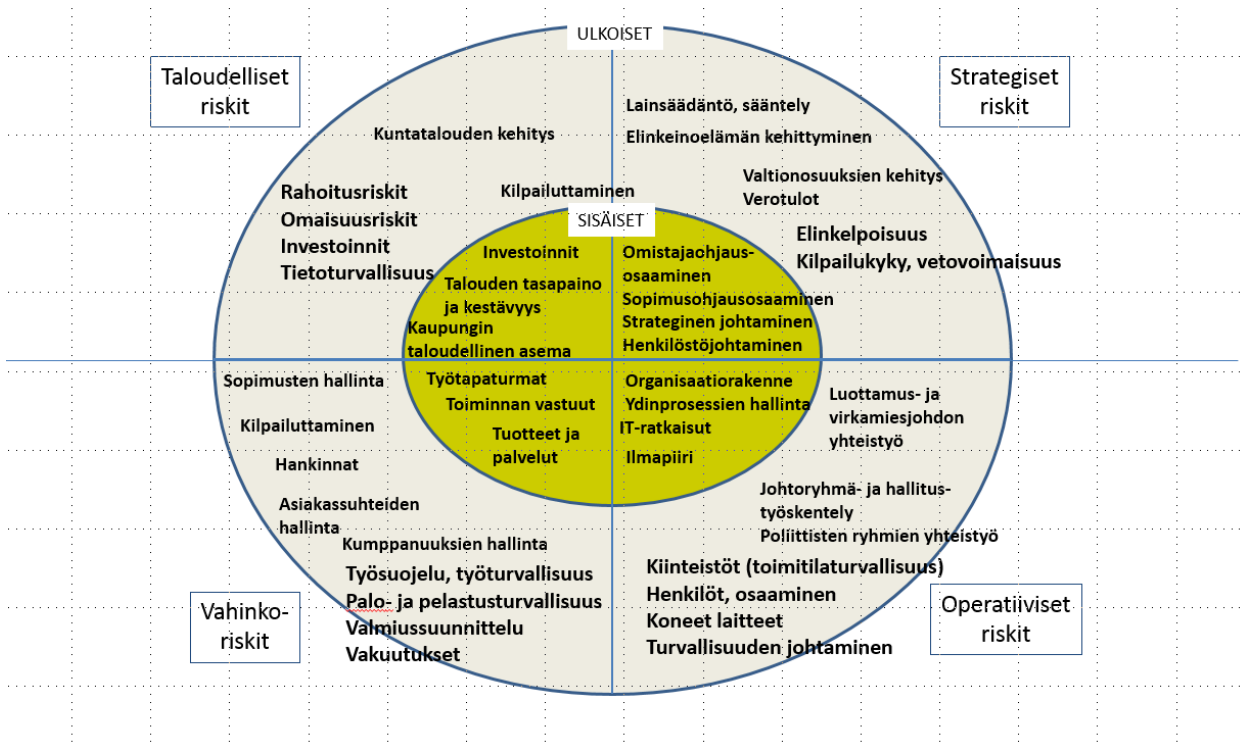 ULKOISET
Taloudelliset
riskit
Strategiset
riskit
Kuntatalouden kehitys
Kilpailuttaminen
Rahoitusriskit
Omaisuusriskit
Investoinnit
Tietoturvallisuus
Lainsäädäntö, sääntely
Elinkeinoelämän kehittyminen
Valtionosuuksien kehitys
Verotulot
Elinkelpoisuus
Kilpailukyky, vetovoimaisuus
SISÄISET
Investoinnit
Talouden tasapaino
ja kestävyys
Kaupungin
taloudellinen asema
Omistajaohjaus-
osaaminen
Sopimusohjausosaaminen
Strateginen johtaminen
Henkilöstöjohtaminen
Työtapaturmat
Toiminnan vastuut
Tuotteet ja
palvelut
Organisaatiorakenne
Ydinprosessien hallinta
IT-ratkaisut
Ilmapiiri
Sopimusten hallinta
Kilpailuttaminen
Hankinnat
Asiakassuhteiden
hallinta
Kumppanuuksien hallinta
Työsuojelu, työturvallisuus
Palo- ja pelastusturvallisuus
Valmiussuunnittelu
Vakuutukset
Luottamus- ja
virkamiesjohdon
yhteistyö
Johtoryhmä- ja hallitus-
työskentely
Poliittisten ryhmien yhteistyö
Kiinteistöt (toimitilaturvallisuus)
Henkilöt, osaaminen
Koneet laitteet
Turvallisuuden johtaminen
Vahinko-
riskit
Operatiiviset
riskit